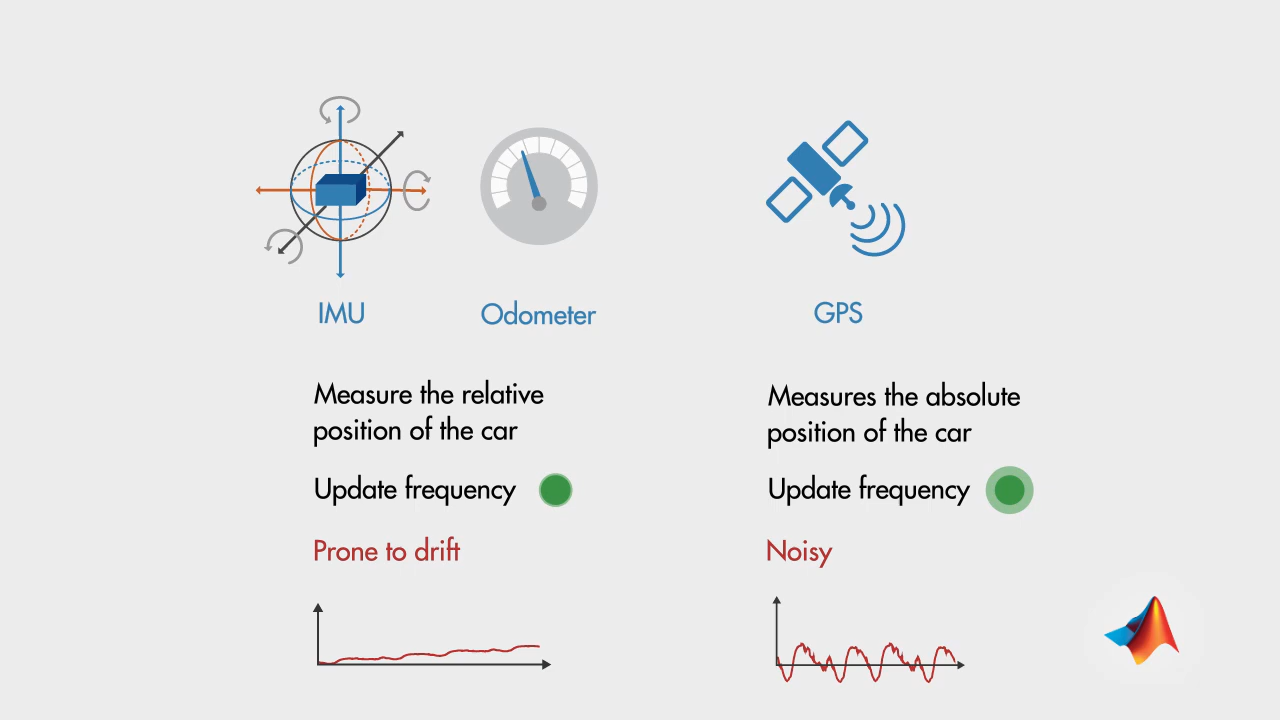 IMU
Odometer
GPS
Measure the relative
position of the car
Update frequency
Prone to drift
Measures the absolute
position of the car
Update frequency
Noisy